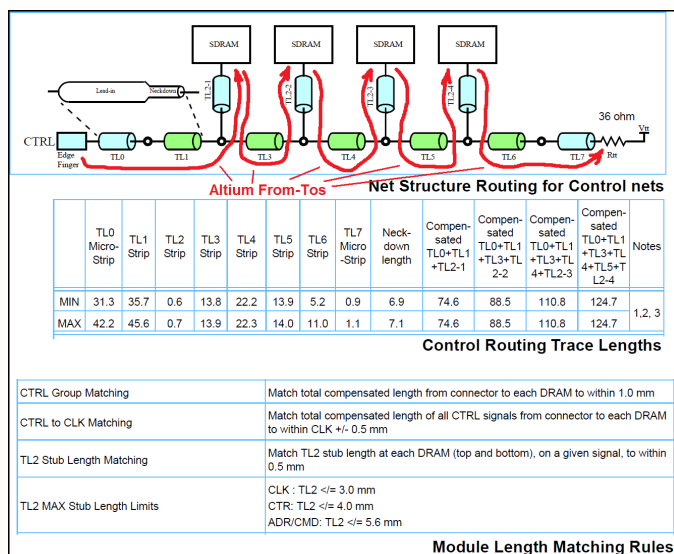 SDRAM SDRAM SDRAM SDRAM
Lead-in Neckdown
TL2-1 TL2-2 TL2-3 TL2-4
36 ohm
Vtt
CTRL
Edge Finger
TL0 TL1 TL3 TL4 TL5 TL6 TL7 Rtt
Altium From-Tos
Net Structure Routing for Control nets
TL0 Micro-Strip TL1 Strip TL2 Strip TL3 Strip TL4 Strip TL5 Strip TL6 Strip TL7 Micro-Strip Neck-down length Compen-sated TL0+TL1+TL2-1 Compen-sated TL0+TL1+TL3+TL2-2 Compen-sated TL0+TL1+TL3+TL4+TL2-3 Compen-sated TL0+TL1+TL3+TL4+TL5+TL2-4 Notes
MIN 31.3 35.7 0.6 13.8 22.2 13.9 5.2 0.9 6.9 74.6 88.5 110.8 124.7 1,2, 3
MAX 42.2 45.6 0.7 13.9 22.3 14.0 11.0 1.1 7.1 74.6 88.5 110.8 124.7
Control Routing Trace Lengths
CTRL Group Matching Match total compensated length from connector to each DRAM to within 1.0 mm
CTRL to CLK Matching Match total compensated length of all CTRL signals from connector to each DRAM
to within CLK +/- 0.5 mm
TL2 Stub Length Matching Match TL2 stub length at each DRAM (top and bottom), on a given signal, to within
0.5 mm
TL2 MAX Stub Length Limits CLK : TL2 </= 3.0 mm
CTR: TL2 </= 4.0 mm
ADR/CMD: TL2 </= 5.6 mm
Module Length Matching Rules